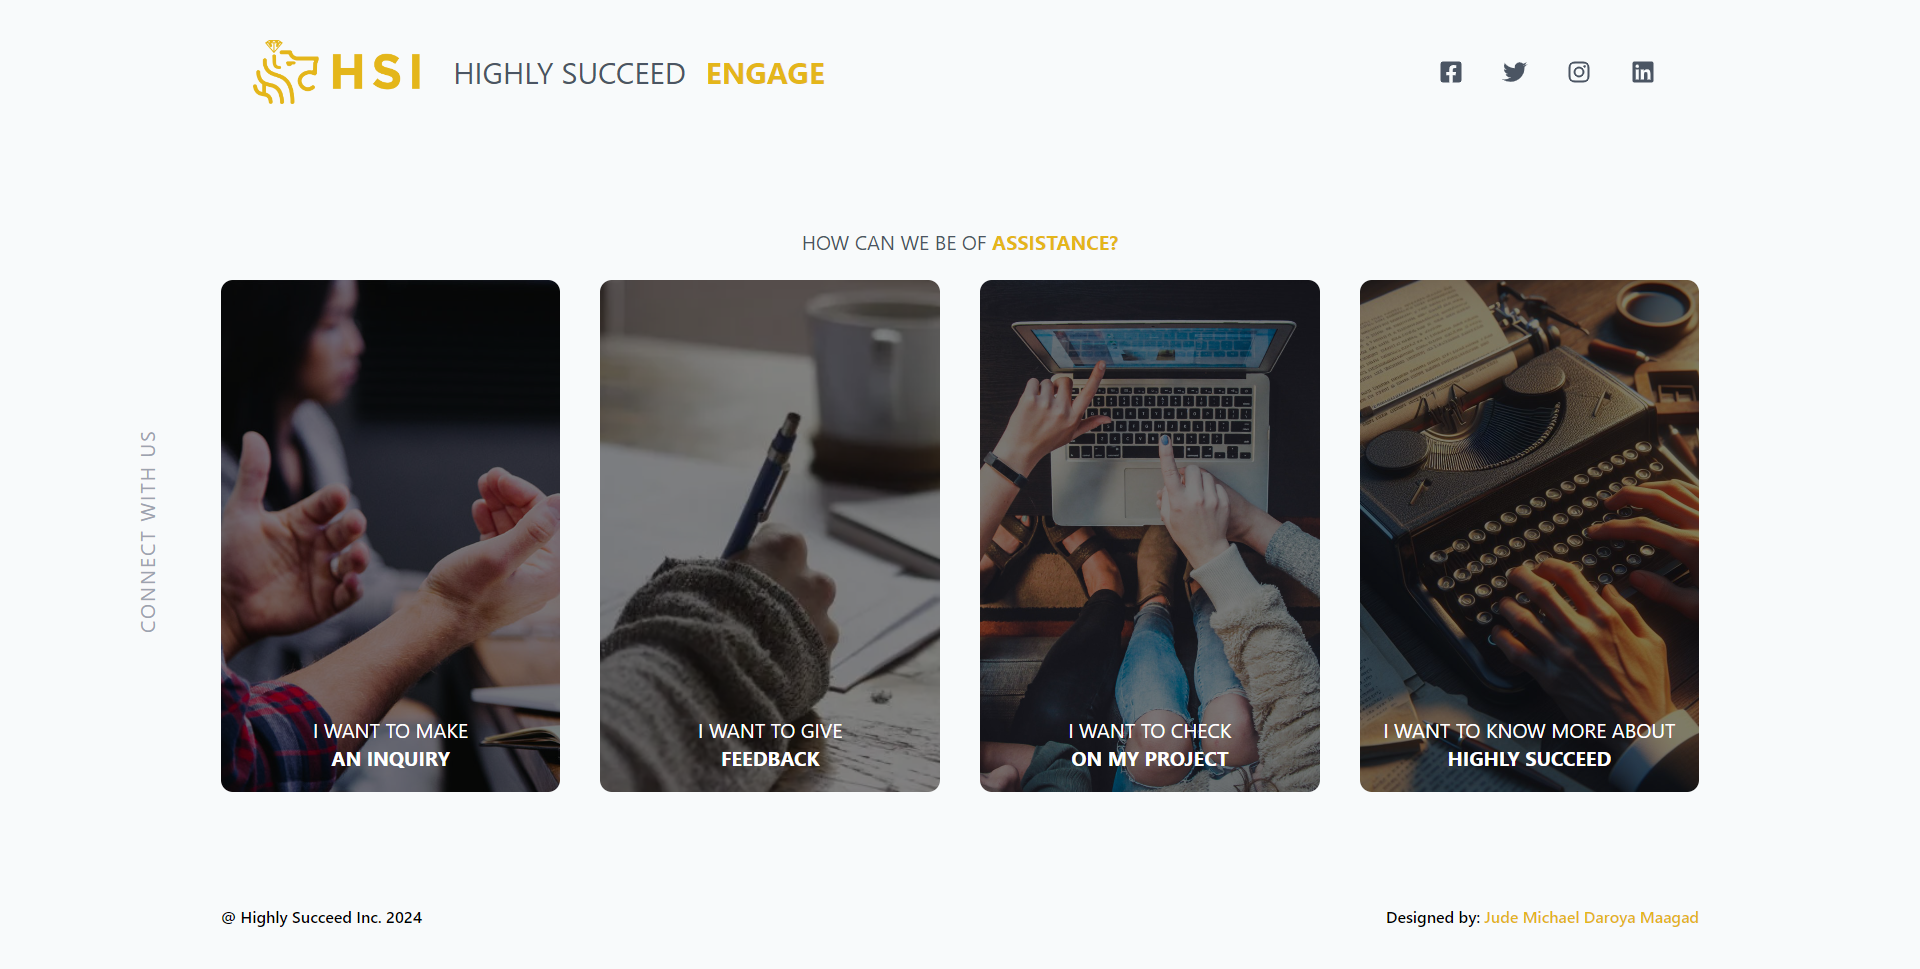 HSI HIGHLY SUCCEED ENGAGE
HOW CAN WE BE OF ASSISTANCE?
CONNECT WITH US
I WANT TO MAKE
AN INQUIRY
I WANT TO GIVE
FEEDBACK
I WANT TO CHECK
ON MY PROJECT
I WANT TO KNOW MORE ABOUT
HIGHLY SUCCEED
@ Highly Succeed Inc. 2024
Designed by: Jude Michael Daroya Maagad